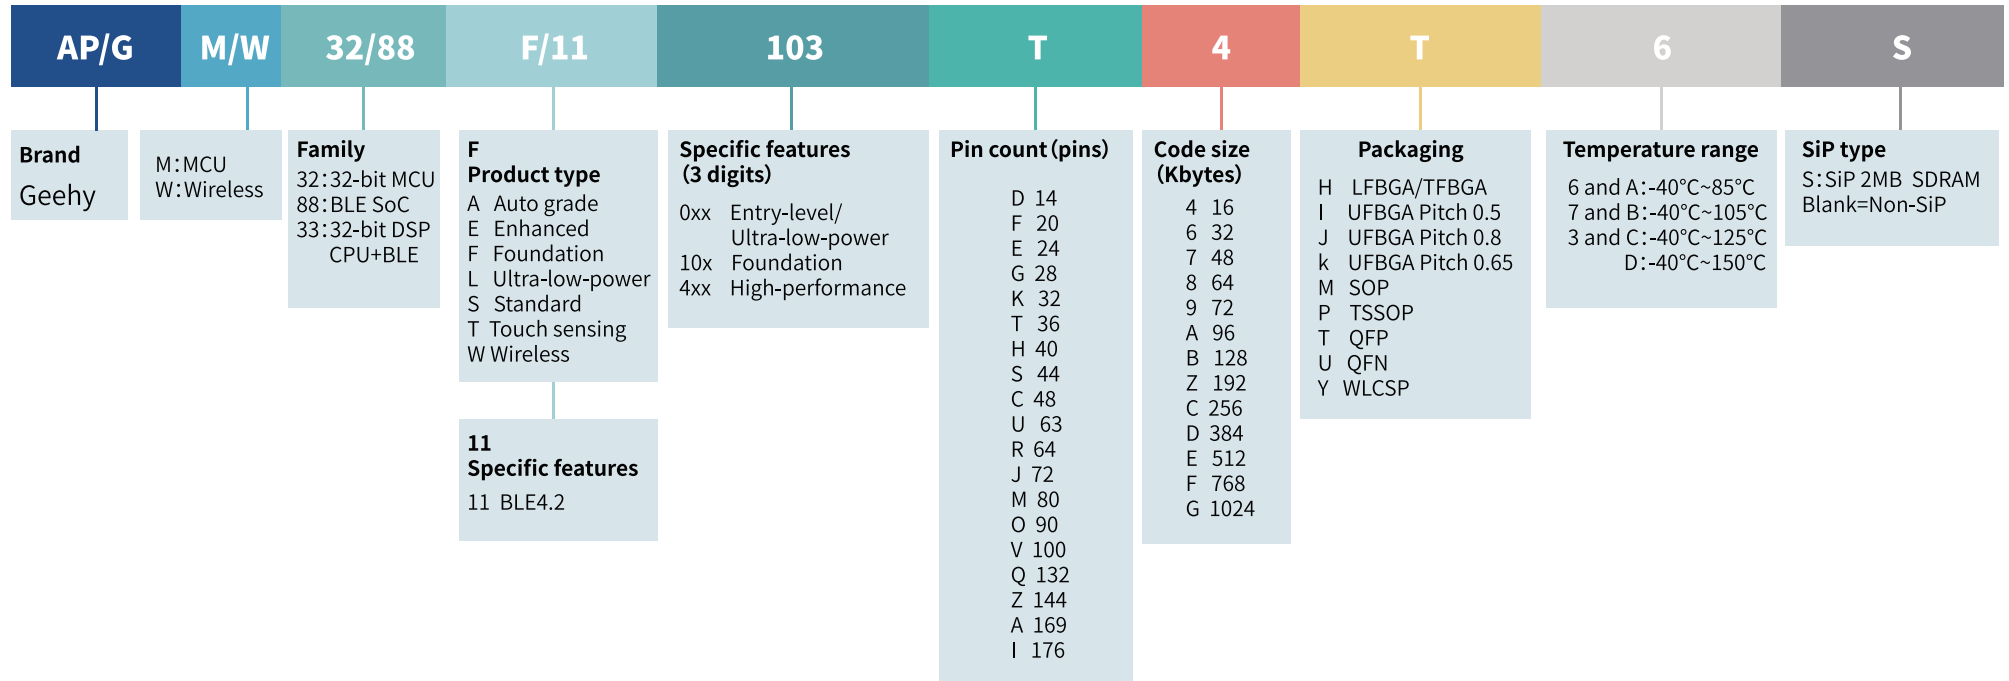 AP/G
M/W
32/88
F/11
103
T
4
T
6
S
Brand
Geehy
M:MCU
W:Wireless
Family
32:32-bit MCU
88:BLE SoC
33:32-bit DSP
CPU+BLE
F
Product type
A Auto grade
E Enhanced
F Foundation
L Ultra-low-power
S Standard
T Touch sensing
W Wireless
11
Specific features
11 BLE4.2
Specific features
(3 digits)
0xx Entry-level/
Ultra-low-power
10x Foundation
4xx High-performance
Pin count(pins)
D 14
F 20
E 24
G 28
K 32
T 36
H 40
S 44
C 48
U 63
R 64
J 72
M 80
O 90
V 100
Q 132
Z 144
A 169
I 176
Code size
(Kbytes)
4 16
6 32
7 48
8 64
9 72
A 96
B 128
Z 192
C 256
D 384
E 512
F 768
G 1024
Packaging
H LFBGA/TFBGA
I UFBGA Pitch 0.5
J UFBGA Pitch 0.8
k UFBGA Pitch 0.65
M SOP
P TSSOP
T QFP
U QFN
Y WLCSP
Temperature range
6 and A:-40°C~85°C
7 and B:-40°C~105°C
3 and C:-40°C~125°C
D:-40°C~150°C
SiP type
S:SiP 2MB SDRAM
Blank=Non-SiP